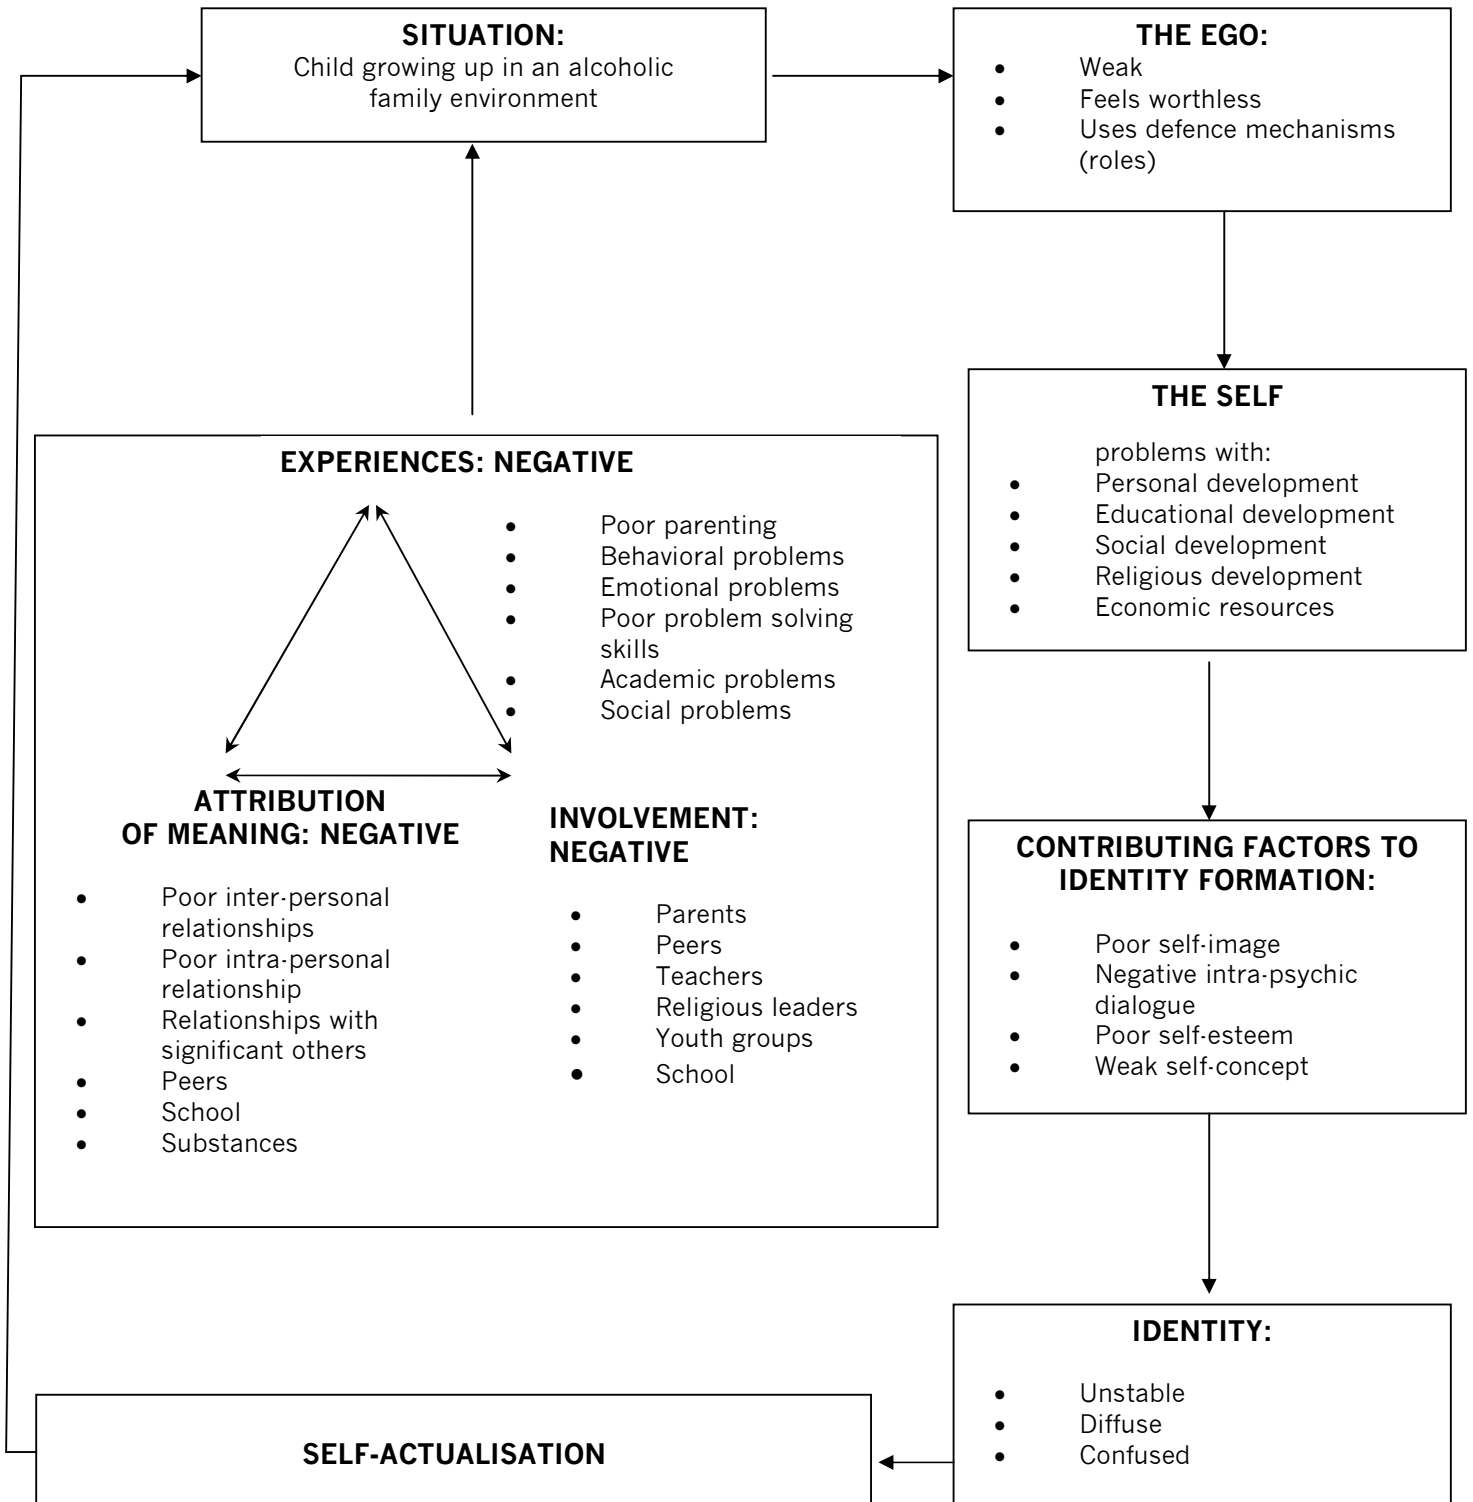 SITUATION:
Child growing up in an alcoholic
family environment
THE EGO:
• Weak
• Feels worthless
• Uses defence mechanisms
(roles)
THE SELF
problems with:
• Personal development
• Educational development
• Social development
• Religious development
• Economic resources
EXPERIENCES: NEGATIVE
• Poor parenting
• Behavioral problems
• Emotional problems
• Poor problem solving
skills
• Academic problems
• Social problems
ATTRIBUTION
OF MEANING: NEGATIVE
• Poor inter-personal
relationships
• Poor intra-personal
relationship
• Relationships with
significant others
• Peers
• School
• Substances
INVOLVEMENT:
NEGATIVE
• Parents
• Peers
• Teachers
• Religious leaders
• Youth groups
• School
CONTRIBUTING FACTORS TO
IDENTITY FORMATION:
• Poor self-image
• Negative intra-psychic
dialogue
• Poor self-esteem
• Weak self-concept
IDENTITY:
• Unstable
• Diffuse
• Confused
SELF-ACTUALISATION